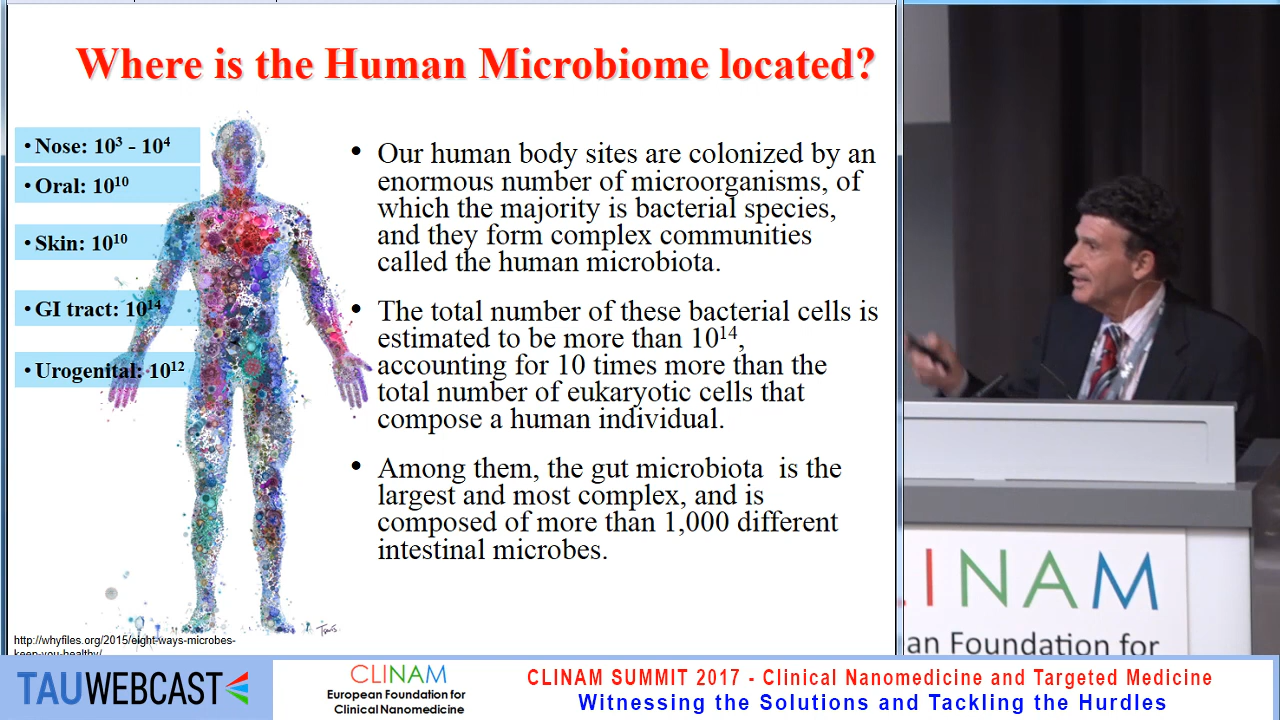 Where is the Human Microbiome located?
• Nose: 10³ - 10⁴
• Oral: 10¹⁰
• Skin: 10¹⁰
• GI tract: 10¹⁴
• Urogenital: 10¹²
• Our human body sites are colonized by an
enormous number of microorganisms, of
which the majority is bacterial species,
and they form complex communities
called the human microbiota.
• The total number of these bacterial cells is
estimated to be more than 10¹⁴,
accounting for 10 times more than the
total number of eukaryotic cells that
compose a human individual.
• Among them, the gut microbiota  is the
largest and most complex, and is
composed of more than 1,000 different
intestinal microbes.
http://whyfiles.org/2015/eight-ways-microbes-
keep-you-healthy/
LINAM
an Foundation for
TAUWEBCAST
CLINAM
European Foundation for
Clinical Nanomedicine
CLINAM SUMMIT 2017 - Clinical Nanomedicine and Targeted Medicine
Witnessing the Solutions and Tackling the Hurdles